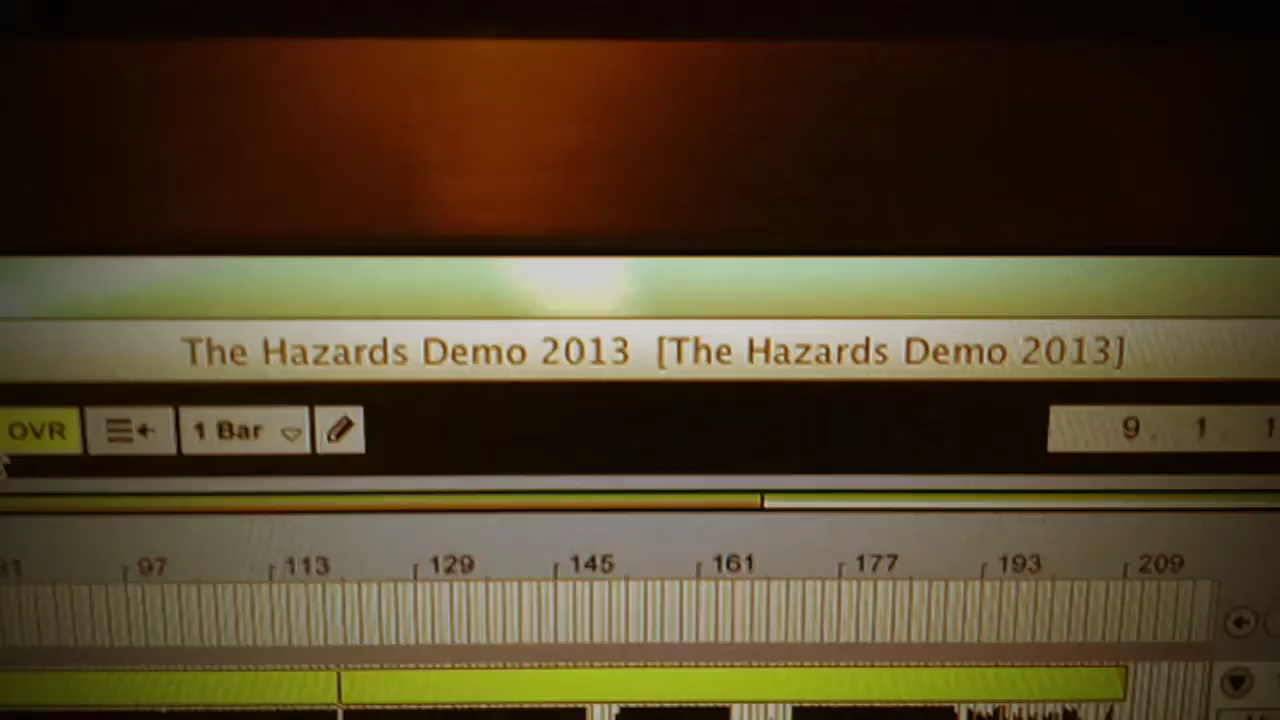 The Hazards Demo 2013 [The Hazards Demo 2013]
OVR 1 Bar 9. 1. 1
97 113 129 145 161 177 193 209